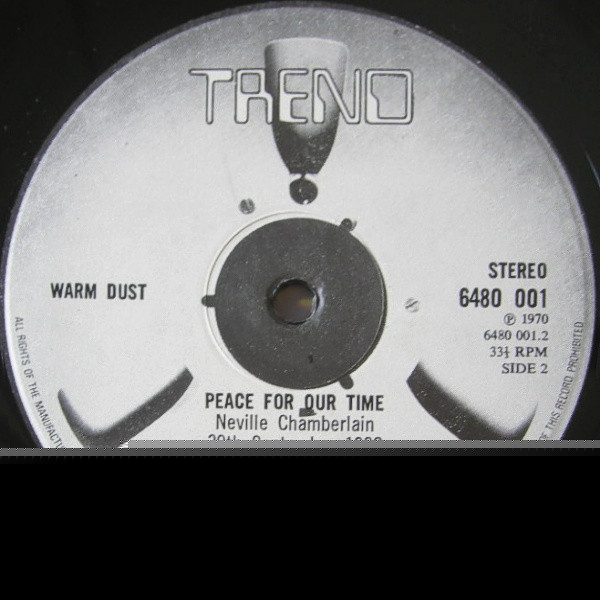 TREND
WARM DUST
STEREO
6480 001
℗ 1970
6480 001.2
33⅓ RPM
SIDE 2
PEACE FOR OUR TIME
Neville Chamberlain
ALL RIGHTS OF THE
OF THIS RECORD PROHIBITED